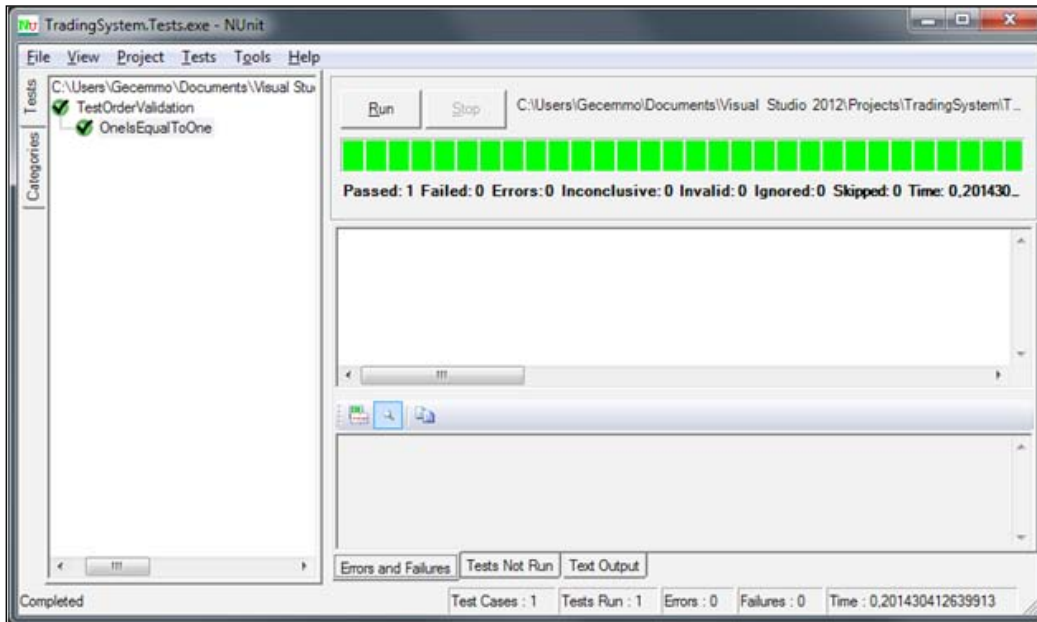 TradingSystem.Tests.exe - NUnit
File View Project Tests Tools Help
Tests
Categories
C:\Users\Gecemmo\Documents\Visual Stu
TestOrderValidation
OneIsEqualToOne
Run
Stop
C:\Users\Gecemmo\Documents\Visual Studio 2012\Projects\TradingSystem\T...
Passed: 1 Failed: 0 Errors: 0 Inconclusive: 0 Invalid: 0 Ignored: 0 Skipped: 0 Time: 0,201430...
Errors and Failures
Tests Not Run
Text Output
Completed
Test Cases : 1
Tests Run : 1
Errors : 0
Failures : 0
Time : 0,201430412639913